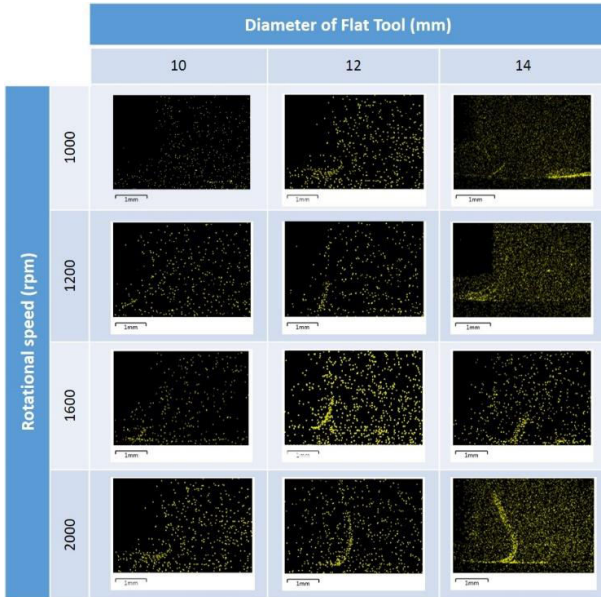 Diameter of Flat Tool (mm)
10 12 14
Rotational speed (rpm)
1000
1mm 1mm 1mm
1200
1mm 1mm 1mm
1600
1mm 1mm 1mm
2000
1mm 1mm 1mm